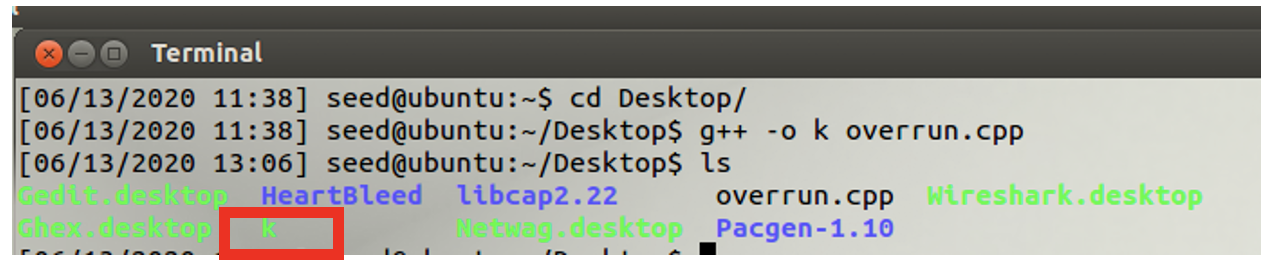 Terminal
[06/13/2020 11:38] seed@ubuntu:~$ cd Desktop/
[06/13/2020 11:38] seed@ubuntu:~/Desktop$ g++ -o k overrun.cpp
[06/13/2020 13:06] seed@ubuntu:~/Desktop$ ls
Gedit.desktop HeartBleed libcap2.22 overrun.cpp Wireshark.desktop
Ghex.desktop k Netwag.desktop Pacgen-1.10